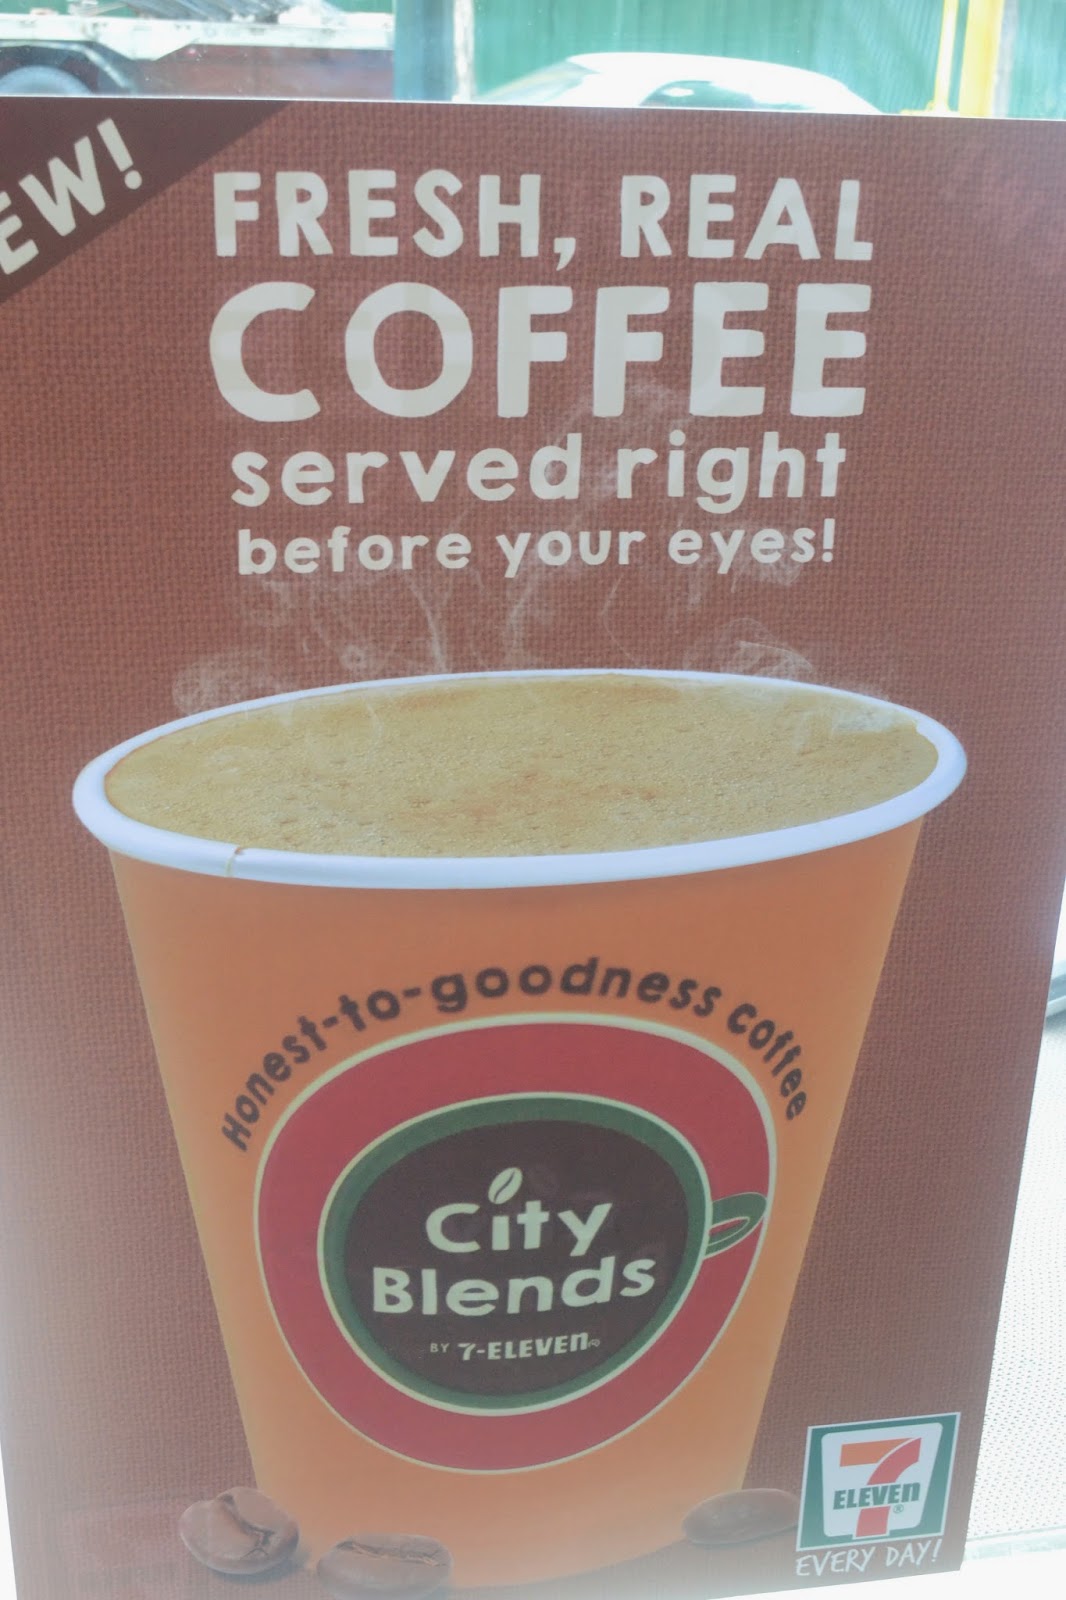 EW!
FRESH, REAL
COFFEE
served right
before your eyes!
Honest-to-goodness coffee
City
Blends
BY 7-ELEVEn
7
ELEVEn®
EVERY DAY!